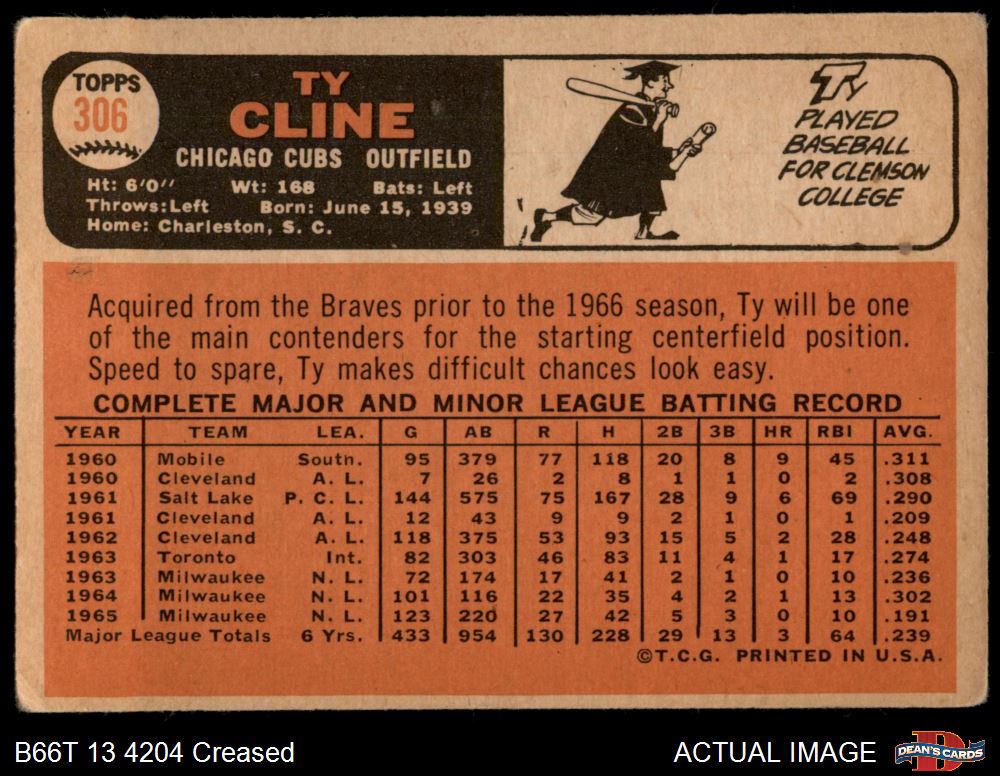 TOPPS
306
TY
CLINE
CHICAGO CUBS OUTFIELD
Ht: 6'0" Wt: 168 Bats: Left
Throws: Left Born: June 15, 1939
Home: Charleston, S. C.
TY
PLAYED
BASEBALL
FOR CLEMSON
COLLEGE
Acquired from the Braves prior to the 1966 season, Ty will be one
of the main contenders for the starting centerfield position.
Speed to spare, Ty makes difficult chances look easy.
COMPLETE MAJOR AND MINOR LEAGUE BATTING RECORD
YEAR TEAM LEA. G AB R H 2B 3B HR RBI AVG.
1960 Mobile South. 95 379 77 118 20 8 9 45 .311
1960 Cleveland A. L. 7 26 2 8 1 1 0 2 .308
1961 Salt Lake P. C. L. 144 575 75 167 28 9 6 69 .290
1961 Cleveland A. L. 12 43 9 9 2 1 0 1 .209
1962 Cleveland A. L. 118 375 53 93 15 5 2 28 .248
1963 Toronto Int. 82 303 46 83 11 4 1 17 .274
1963 Milwaukee N. L. 72 174 17 41 2 1 0 10 .236
1964 Milwaukee N. L. 101 116 22 35 4 2 1 13 .302
1965 Milwaukee N. L. 123 220 27 42 5 3 0 10 .191
Major League Totals 6 Yrs. 433 954 130 228 29 13 3 64 .239
©T.C.G. PRINTED IN U.S.A.
B66T 13 4204 Creased
ACTUAL IMAGE
DEAN'S CARDS